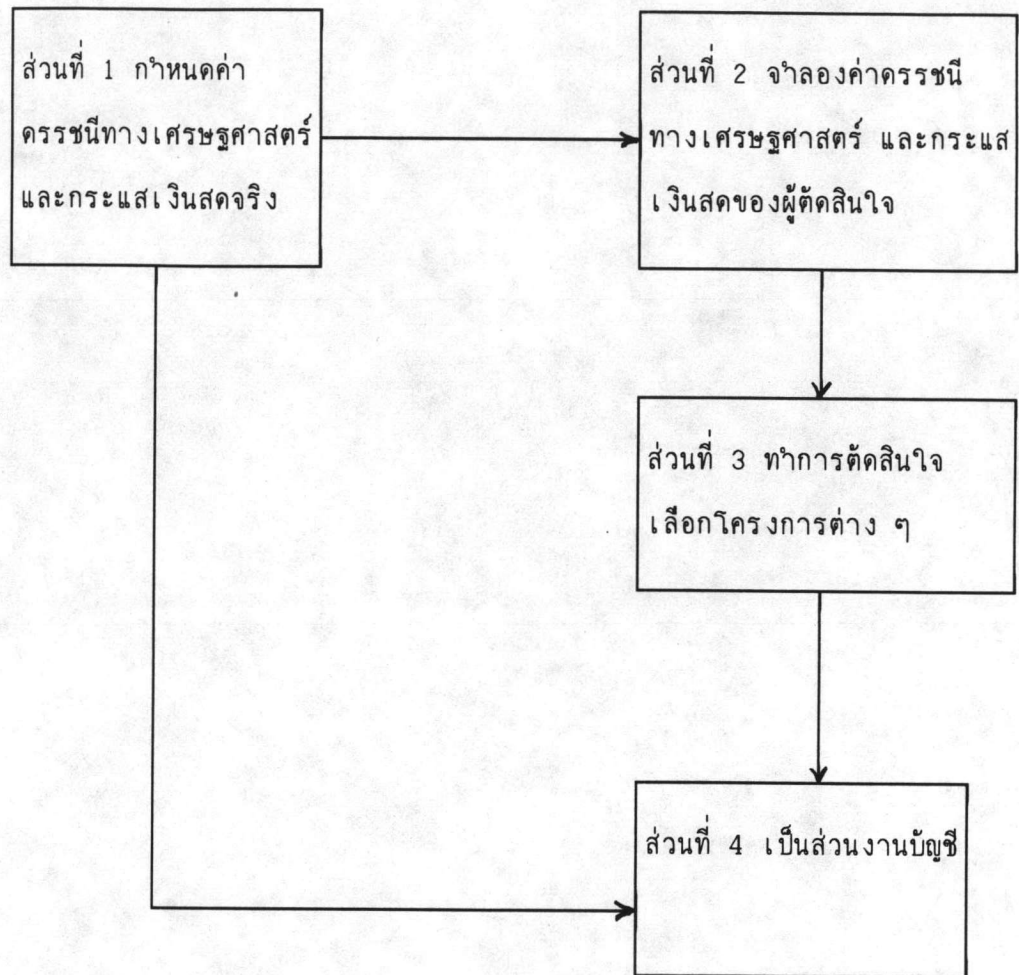 ส่วนที่ 1 กำหนดค่า
ดรรชนีทางเศรษฐศาสตร์
และกระแสเงินสดจริง
ส่วนที่ 2 จำลองค่าดรรชนี
ทางเศรษฐศาสตร์ และกระแส
เงินสดของผู้ตัดสินใจ
ส่วนที่ 3 ทำการตัดสินใจ
เลือกโครงการต่าง ๆ
ส่วนที่ 4 เป็นส่วนงานบัญชี